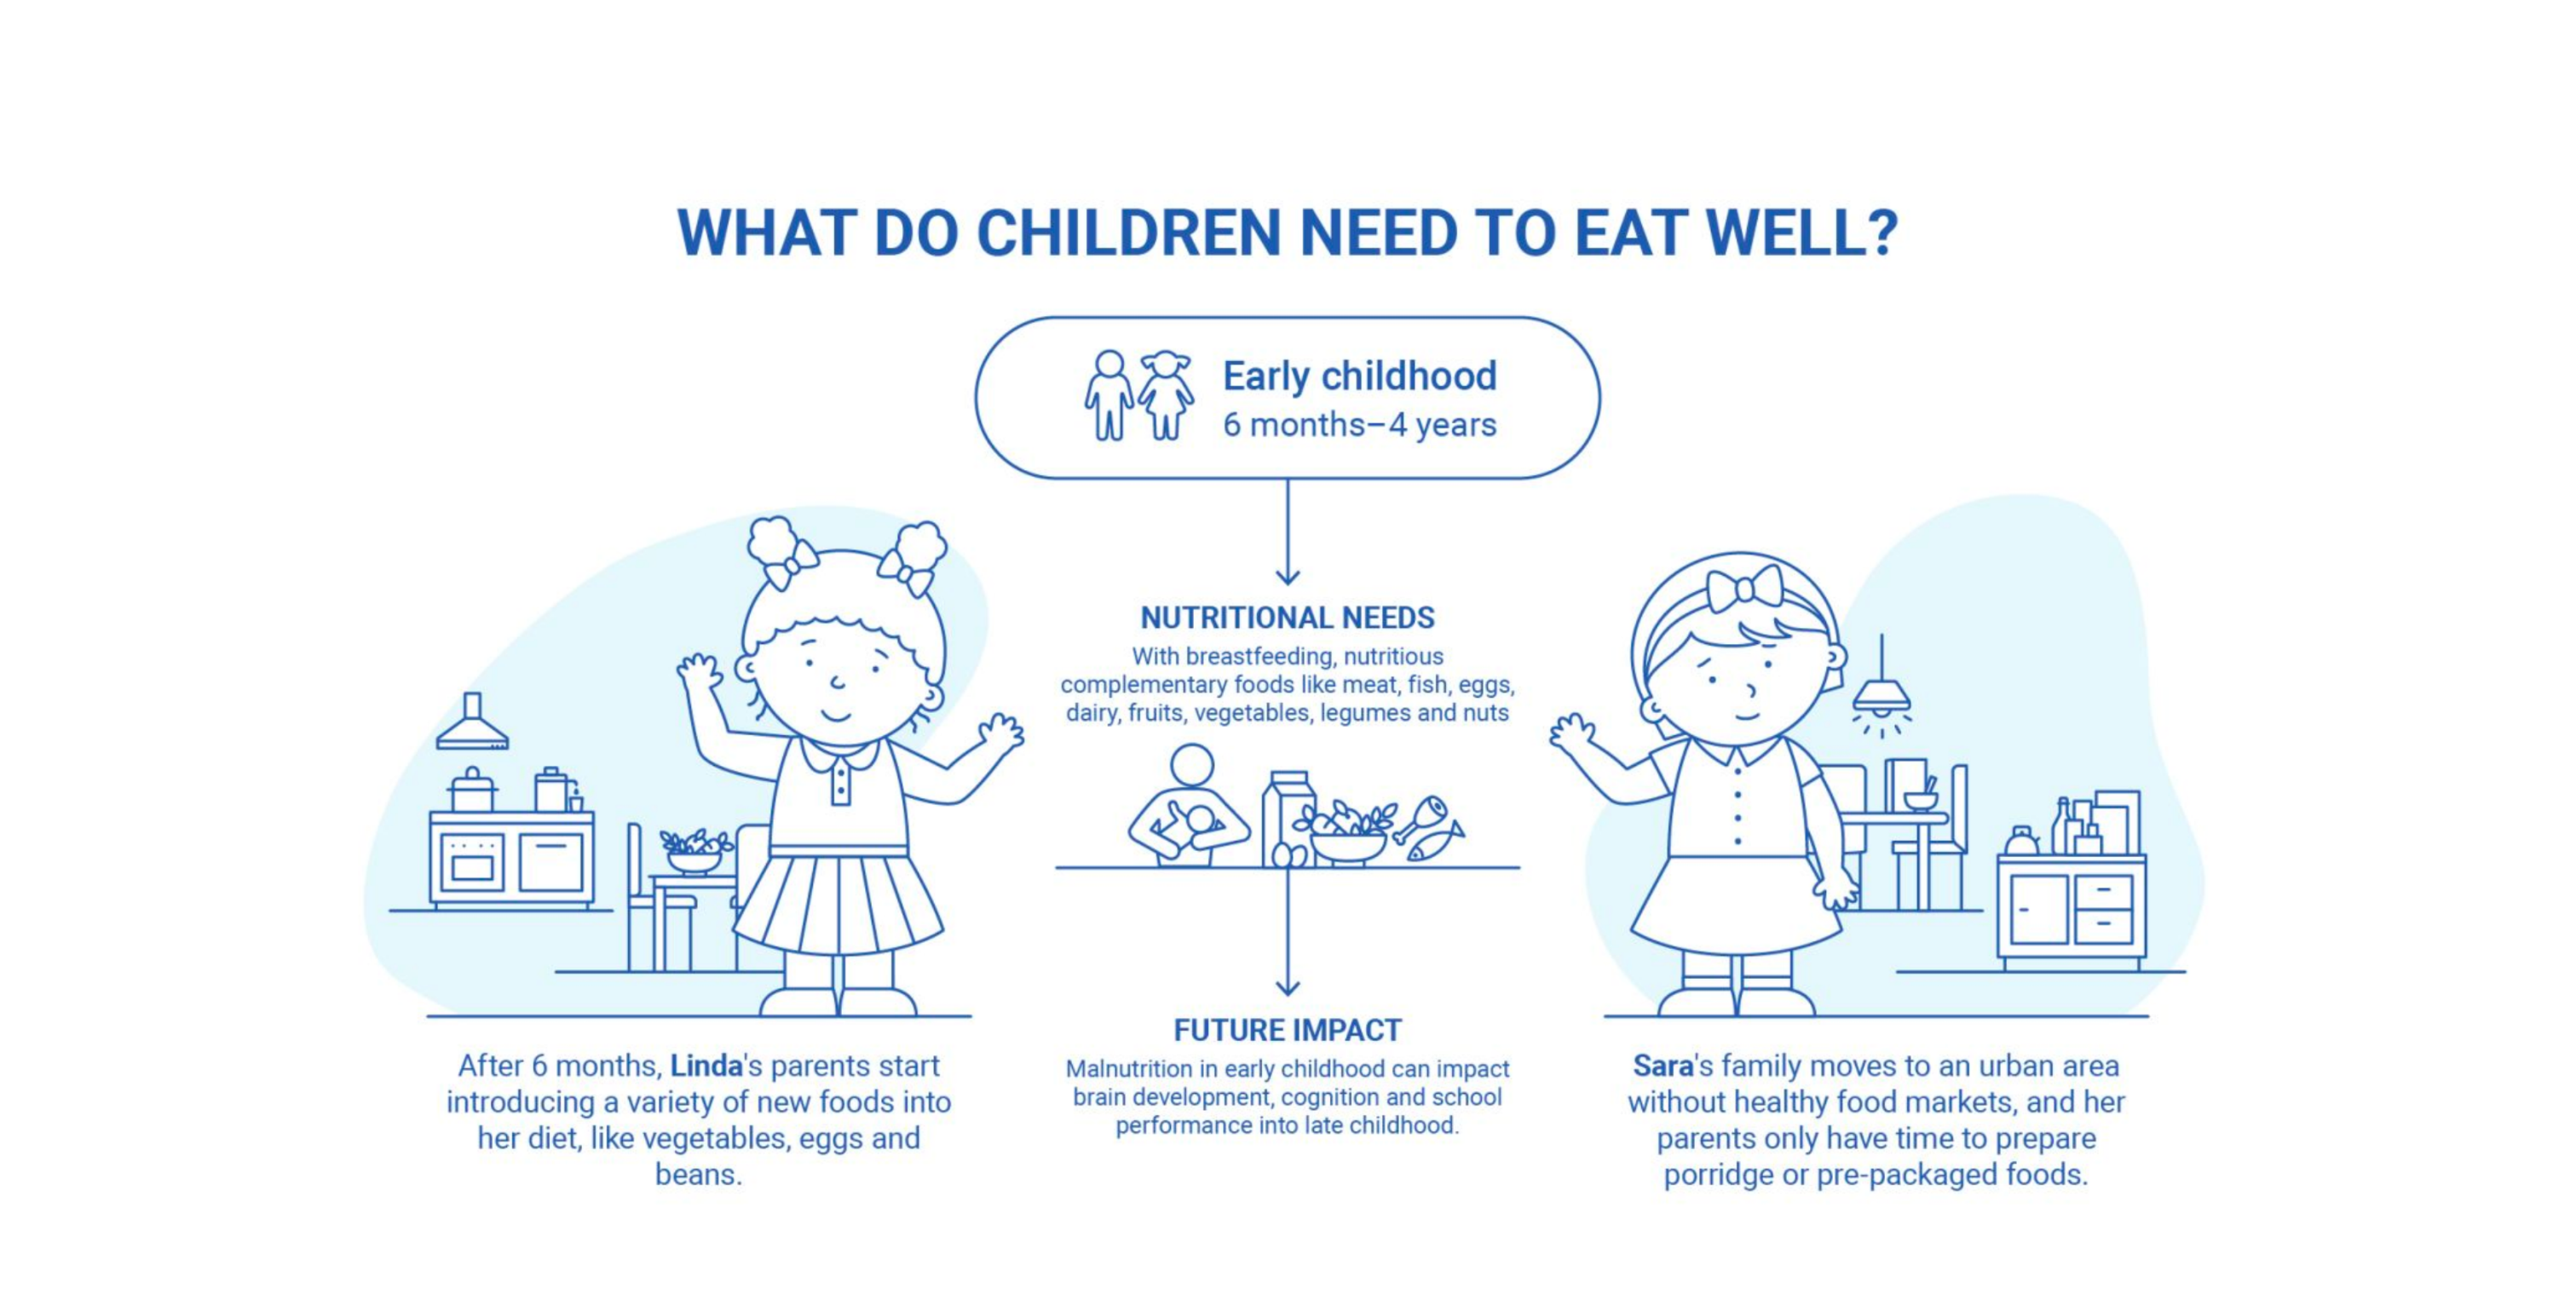 WHAT DO CHILDREN NEED TO EAT WELL?
Early childhood
6 months–4 years
NUTRITIONAL NEEDS
With breastfeeding, nutritious
complementary foods like meat, fish, eggs,
dairy, fruits, vegetables, legumes and nuts
FUTURE IMPACT
Malnutrition in early childhood can impact
brain development, cognition and school
performance into late childhood.
After 6 months, Linda's parents start
introducing a variety of new foods into
her diet, like vegetables, eggs and
beans.
Sara's family moves to an urban area
without healthy food markets, and her
parents only have time to prepare
porridge or pre-packaged foods.